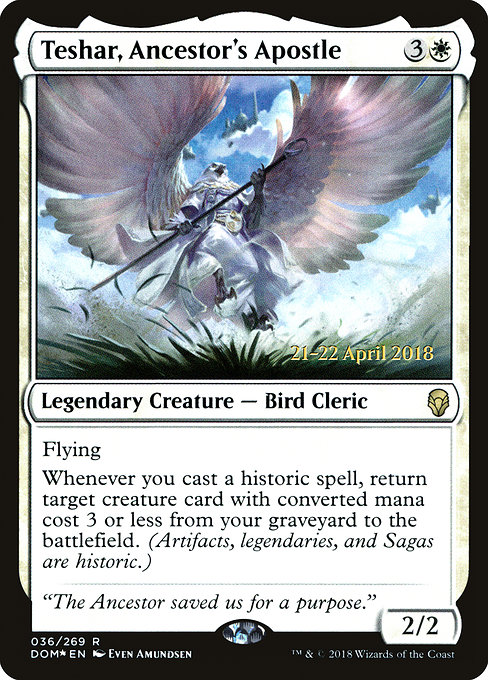 Teshar, Ancestor's Apostle 3
21–22 April 2018
Legendary Creature — Bird Cleric
Flying
Whenever you cast a historic spell, return
target creature card with converted mana
cost 3 or less from your graveyard to the
battlefield. (Artifacts, legendaries, and Sagas
are historic.)
“The Ancestor saved us for a purpose.”
2/2
036/269 R
DOM★EN Even Amundsen
™ & © 2018 Wizards of the Coast